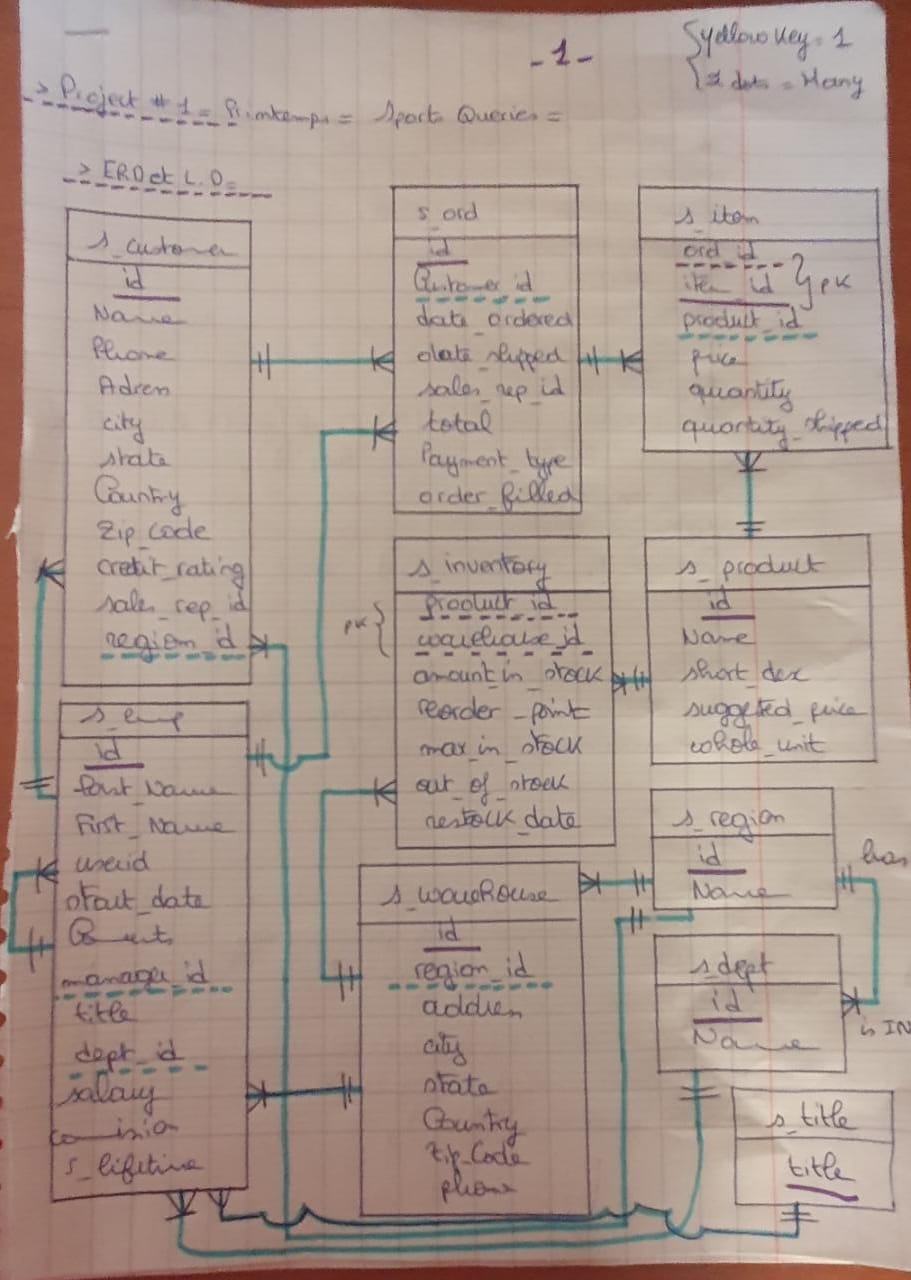 -1-
{Yellow Key = 1
{ dots = Many
-> Project # 1 = Printemps = Sports Queries =
-> ERD et L.D=
s_customer
id
Name
Phone
Adress
city
state
Country
Zip_Code
credit_rating
sales_rep_id
region_id
s_ord
id
Customer_id
date_ordered
date_shipped
sales_rep_id
total
Payment_type
order_filled
s_item
ord_id
item_id } PK
product_id
price
quantity
quantity_shipped
s_inventory
PK { product_id
warehouse_id
amount_in_stock
reorder_point
max_in_stock
out_of_stock
restock_date
s_product
id
Name
short_desc
suggested_price
whole_unit
s_emp
id
Last_Name
First_Name
userid
start_date
manager_id
title
dept_id
salary
s_lifetime
s_warehouse
id
region_id
address
city
state
Country
Zip_Code
phone
s_region
id
Name
has
s_dept
id
Name
is IN
s_title
title